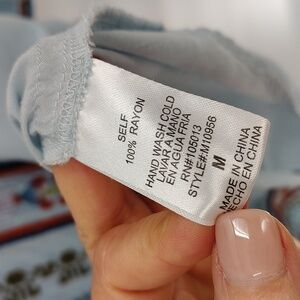 SELF
100% RAYON
HAND WASH COLD
LAVAR A MANO
EN AGUA FRIA
RN#105013
STYLE#:M10956
M
MADE IN CHINA
ECHO EN CHINA